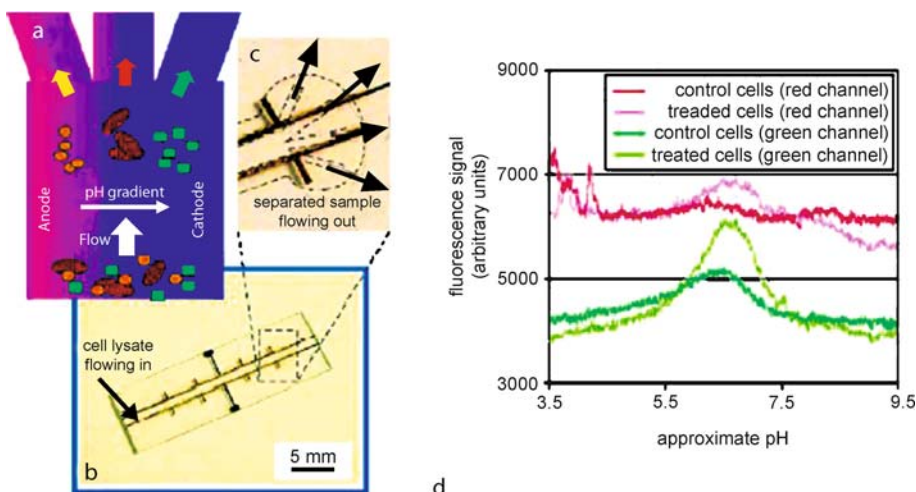 a
Anode
pH gradient
Cathode
Flow
c
separated sample
flowing out
cell lysate
flowing in
5 mm
b
9000
7000
5000
3000
fluorescence signal
(arbitrary units)
control cells (red channel)
treaded cells (red channel)
control cells (green channel)
treated cells (green channel)
3.5
5.5
7.5
9.5
approximate pH
d